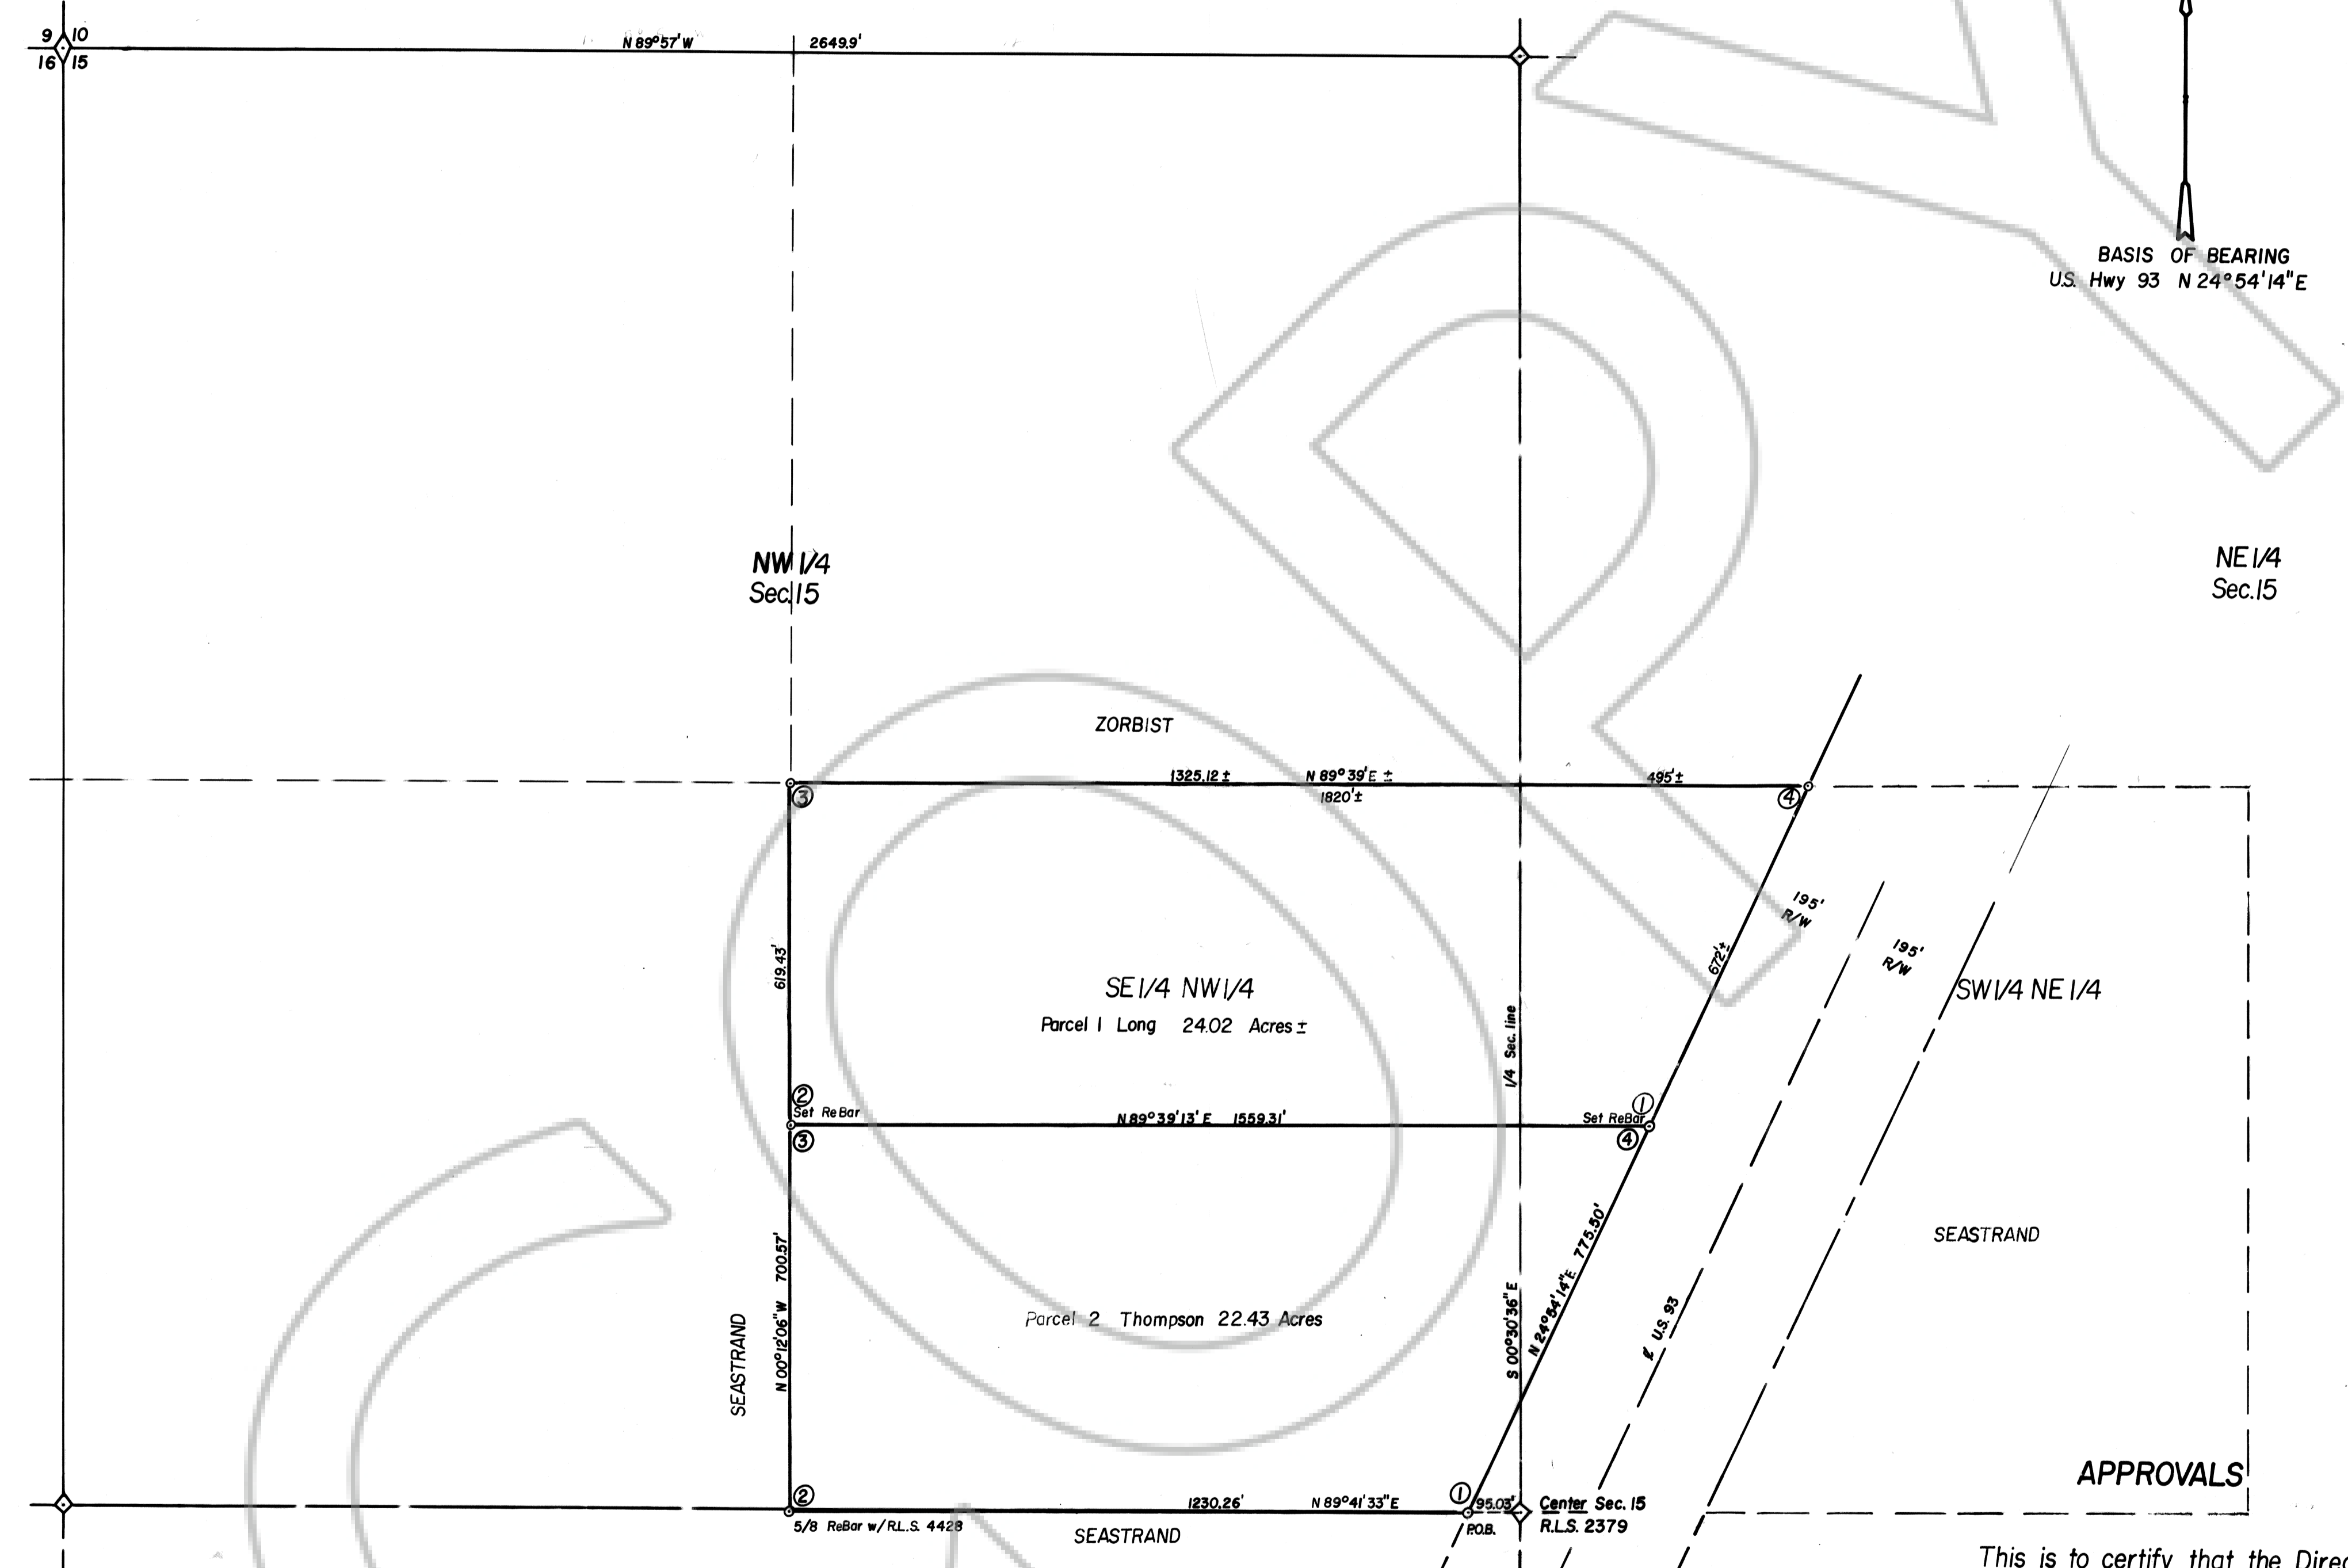 9 10
16 15
N 89°57' W 2649.9'
BASIS OF BEARING
U.S. Hwy 93 N 24°54'14" E
NW 1/4
Sec. 15
NE 1/4
Sec. 15
ZORBIST
1325.12 ± N 89°39' E ± 495'±
1820'±
3
4
195'
R/W
195'
R/W
619.43'
672'±
SE 1/4 NW 1/4
Parcel 1 Long 24.02 Acres ±
SW 1/4 NE 1/4
1/4 Sec. line
2
Set ReBar
N 89°39'13' E 1559.31'
Set ReBar
1
3
4
SEASTRAND
N 00°12'06" W 700.57'
Parcel 2 Thompson 22.43 Acres
SEASTRAND
S 00°30'36" E
N 24°54'14" E 775.50'
℄ U.S. 93
APPROVALS
2
1230.26' N 89°41'33" E
1
95.03'
Center Sec. 15
R.L.S. 2379
5/8 ReBar w/ R.L.S. 4428
SEASTRAND
P.O.B.
This is to certify that the Direc
COPY